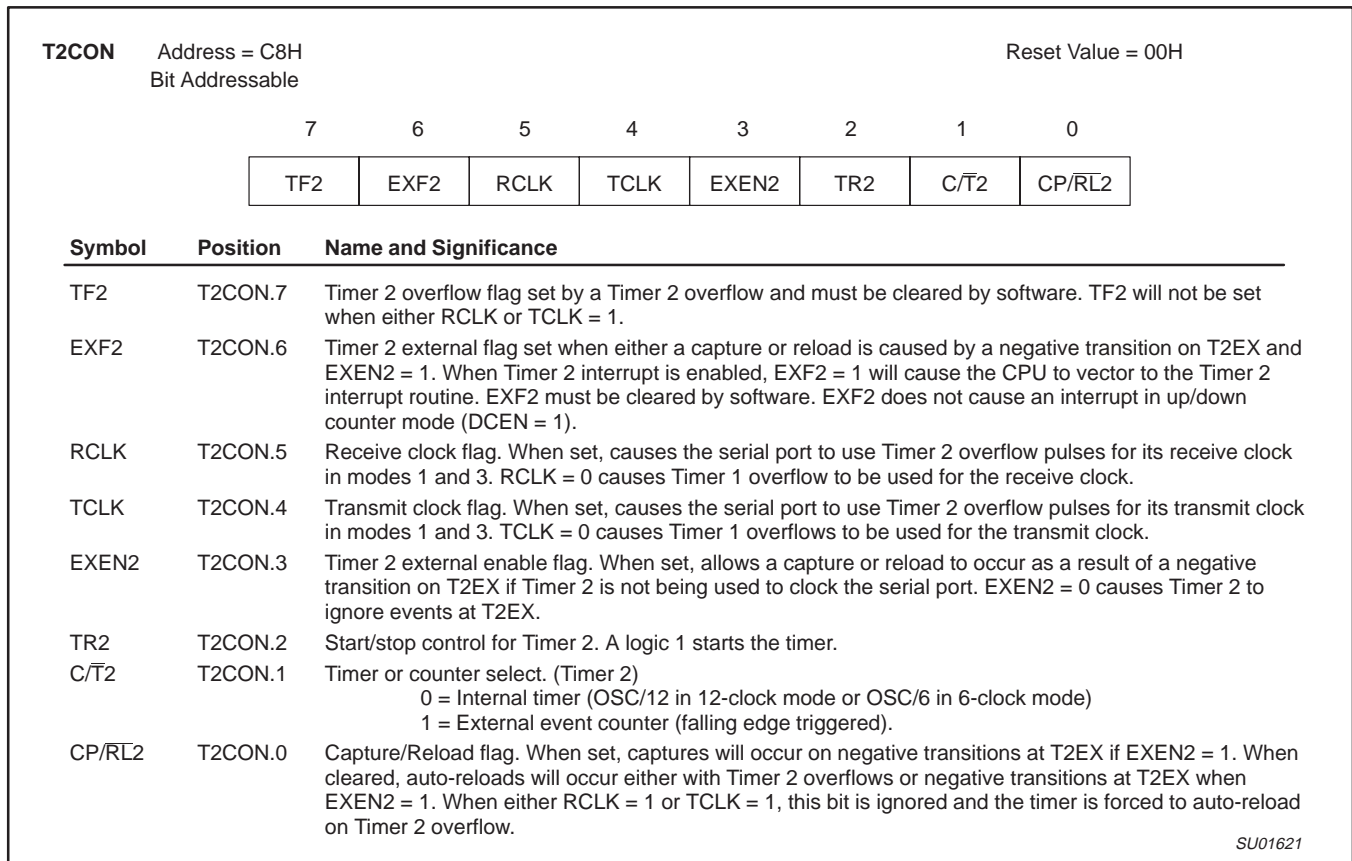 T2CON Address = C8H Reset Value = 00H
Bit Addressable
7 6 5 4 3 2 1 0
TF2 EXF2 RCLK TCLK EXEN2 TR2 C/T̅2 CP/R̅L̅2
Symbol Position Name and Significance
TF2 T2CON.7 Timer 2 overflow flag set by a Timer 2 overflow and must be cleared by software. TF2 will not be set
when either RCLK or TCLK = 1.
EXF2 T2CON.6 Timer 2 external flag set when either a capture or reload is caused by a negative transition on T2EX and
EXEN2 = 1. When Timer 2 interrupt is enabled, EXF2 = 1 will cause the CPU to vector to the Timer 2
interrupt routine. EXF2 must be cleared by software. EXF2 does not cause an interrupt in up/down
counter mode (DCEN = 1).
RCLK T2CON.5 Receive clock flag. When set, causes the serial port to use Timer 2 overflow pulses for its receive clock
in modes 1 and 3. RCLK = 0 causes Timer 1 overflow to be used for the receive clock.
TCLK T2CON.4 Transmit clock flag. When set, causes the serial port to use Timer 2 overflow pulses for its transmit clock
in modes 1 and 3. TCLK = 0 causes Timer 1 overflows to be used for the transmit clock.
EXEN2 T2CON.3 Timer 2 external enable flag. When set, allows a capture or reload to occur as a result of a negative
transition on T2EX if Timer 2 is not being used to clock the serial port. EXEN2 = 0 causes Timer 2 to
ignore events at T2EX.
TR2 T2CON.2 Start/stop control for Timer 2. A logic 1 starts the timer.
C/T̅2 T2CON.1 Timer or counter select. (Timer 2)
0 = Internal timer (OSC/12 in 12-clock mode or OSC/6 in 6-clock mode)
1 = External event counter (falling edge triggered).
CP/R̅L̅2 T2CON.0 Capture/Reload flag. When set, captures will occur on negative transitions at T2EX if EXEN2 = 1. When
cleared, auto-reloads will occur either with Timer 2 overflows or negative transitions at T2EX when
EXEN2 = 1. When either RCLK = 1 or TCLK = 1, this bit is ignored and the timer is forced to auto-reload
on Timer 2 overflow.
SU01621